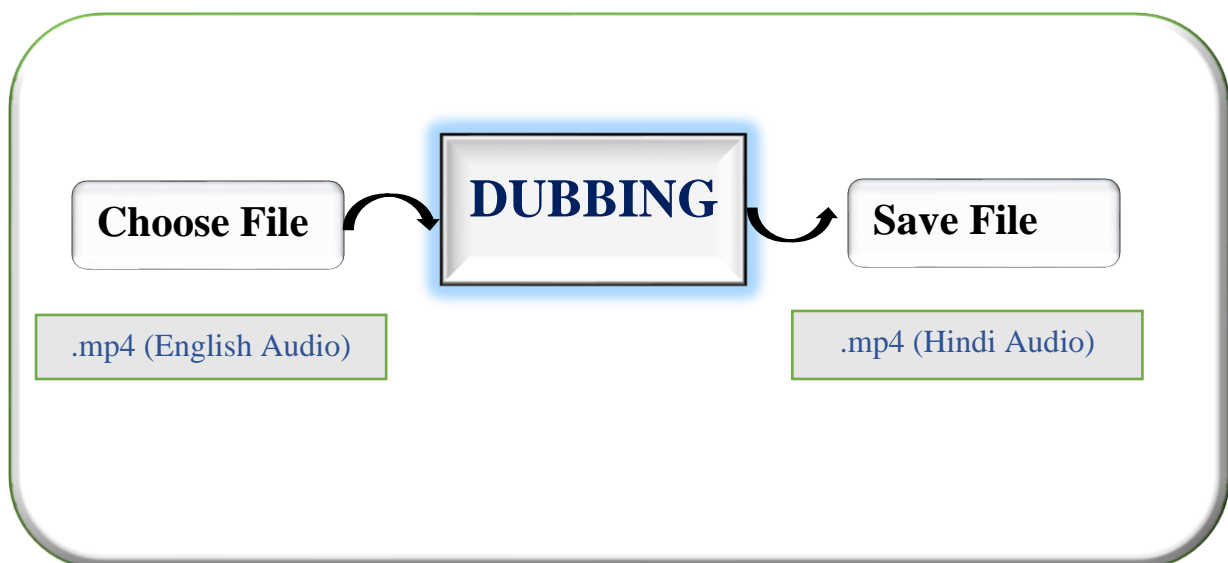 DUBBING
Choose File
Save File
.mp4 (English Audio)
.mp4 (Hindi Audio)